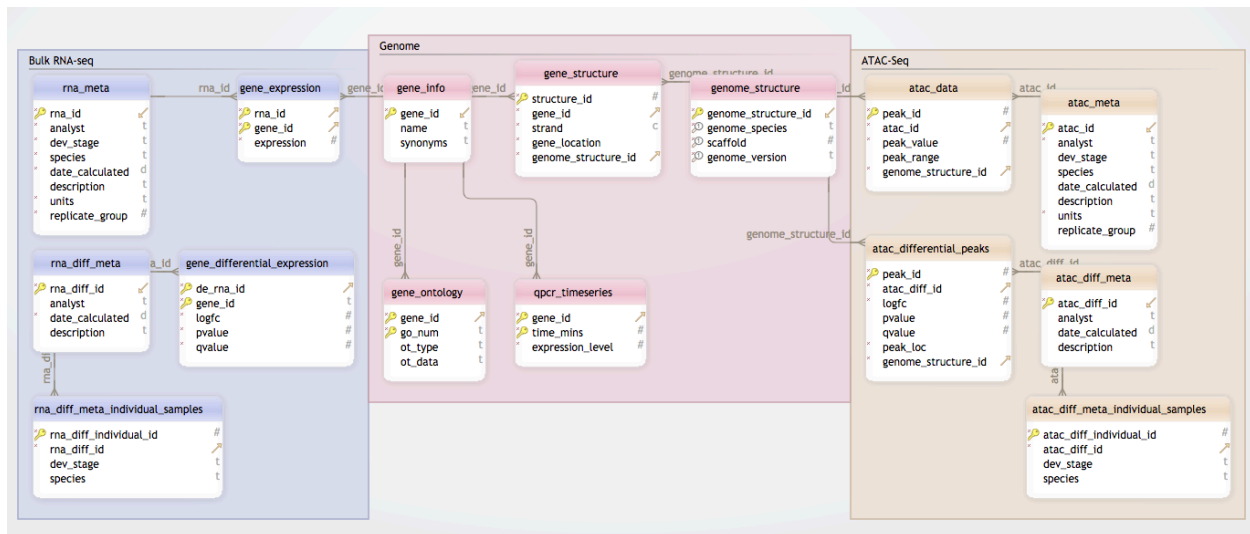 Genome
Bulk RNA-seq
ATAC-Seq
rna_meta
rna_id
analyst t
dev_stage t
species t
date_calculated d
description t
units t
replicate_group #
rna_id
gene_expression
rna_id
gene_id
expression #
gene_id
gene_info
gene_id
name t
synonyms t
gene_id
gene_structure
structure_id #
gene_id
strand c
gene_location
genome_structure_id
genome_structure_id
genome_structure
genome_structure_id
genome_species t
scaffold #
genome_version t
_id
atac_data
peak_id #
atac_id
peak_value #
peak_range
genome_structure_id
atac_id
atac_meta
atac_id
analyst t
dev_stage t
species t
date_calculated d
description t
units t
replicate_group #
rna_diff_meta
rna_diff_id
analyst t
date_calculated d
description t
a_id
gene_differential_expression
de_rna_id
gene_id t
logfc #
pvalue #
qvalue #
gene_id
gene_ontology
gene_id
go_num t
ot_type t
ot_data t
gene_id
qpcr_timeseries
gene_id
time_mins #
expression_level #
genome_structure_id
atac_differential_peaks
peak_id #
atac_diff_id
logfc #
pvalue #
qvalue #
peak_loc
genome_structure_id
atac_diff_id
atac_diff_meta
atac_diff_id
analyst t
date_calculated d
description t
rna_di
rna_diff_meta_individual_samples
rna_diff_individual_id #
rna_diff_id
dev_stage t
species t
ata
atac_diff_meta_individual_samples
atac_diff_individual_id #
atac_diff_id
dev_stage t
species t